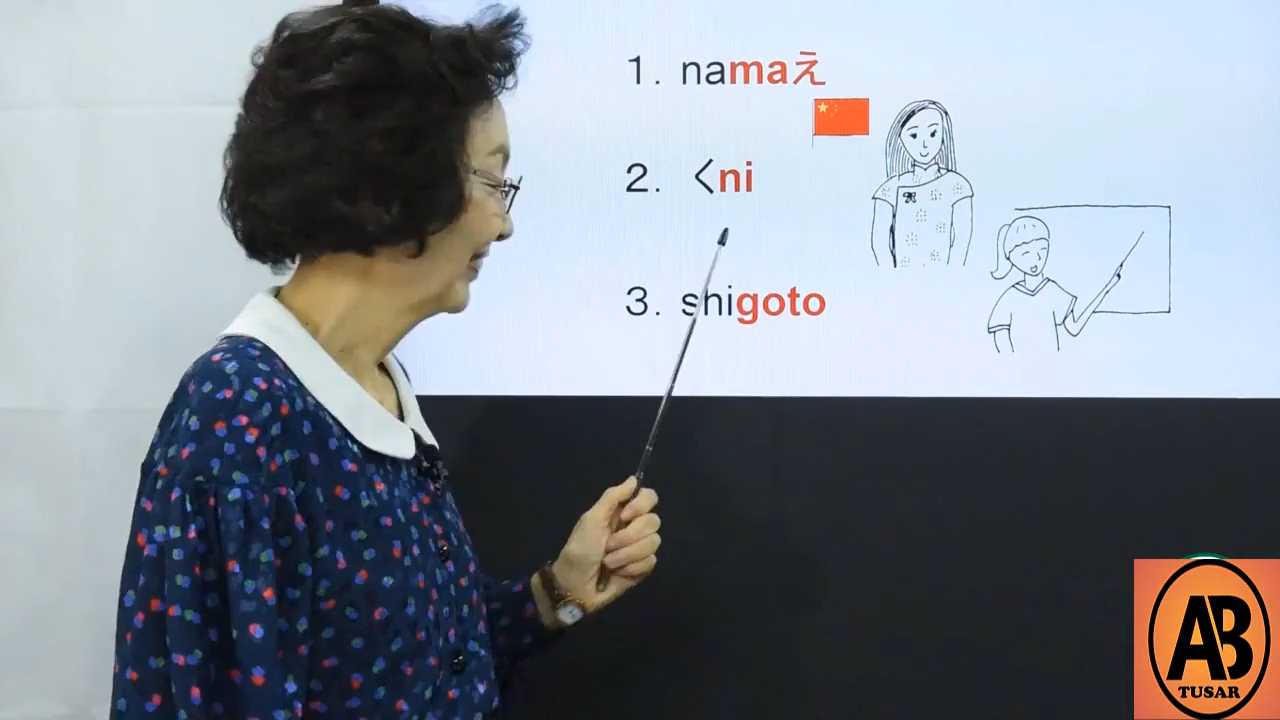 1. namaえ
2. くni
3. shigoto
AB
TUSAR